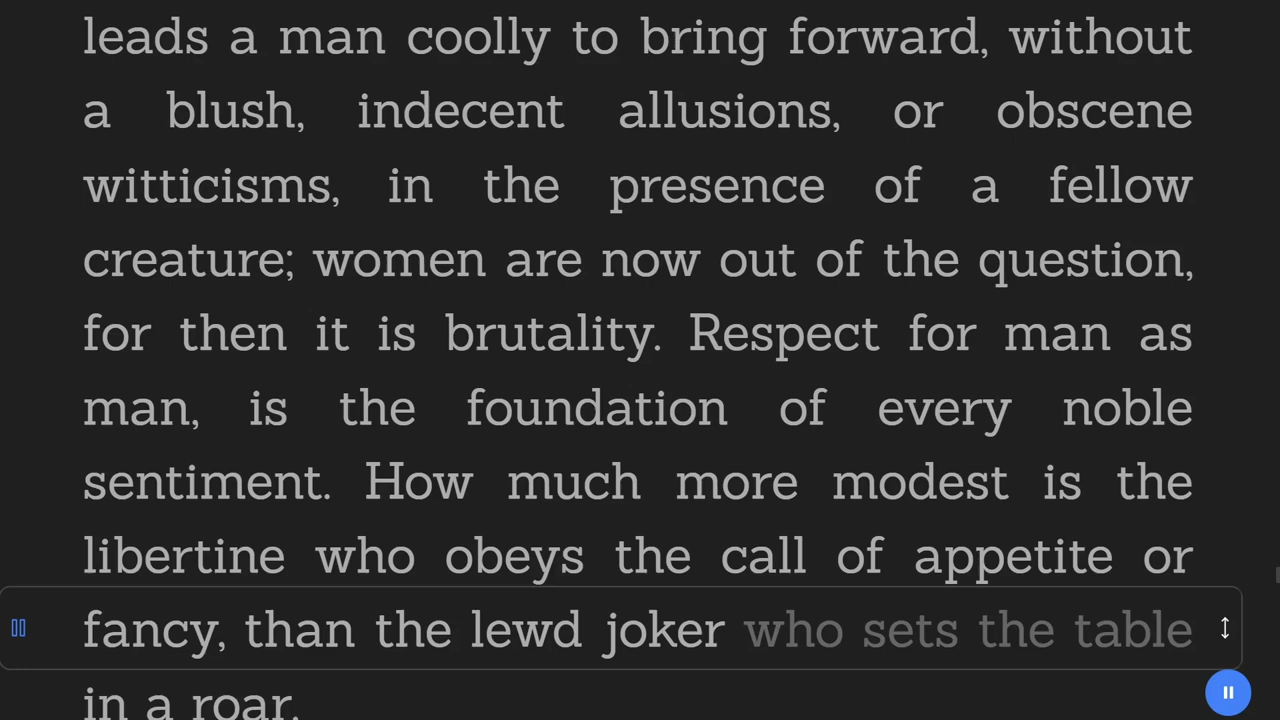 leads a man coolly to bring forward, without
a blush, indecent allusions, or obscene
witticisms, in the presence of a fellow
creature; women are now out of the question,
for then it is brutality. Respect for man as
man, is the foundation of every noble
sentiment. How much more modest is the
libertine who obeys the call of appetite or
fancy, than the lewd joker who sets the table
in a roar.